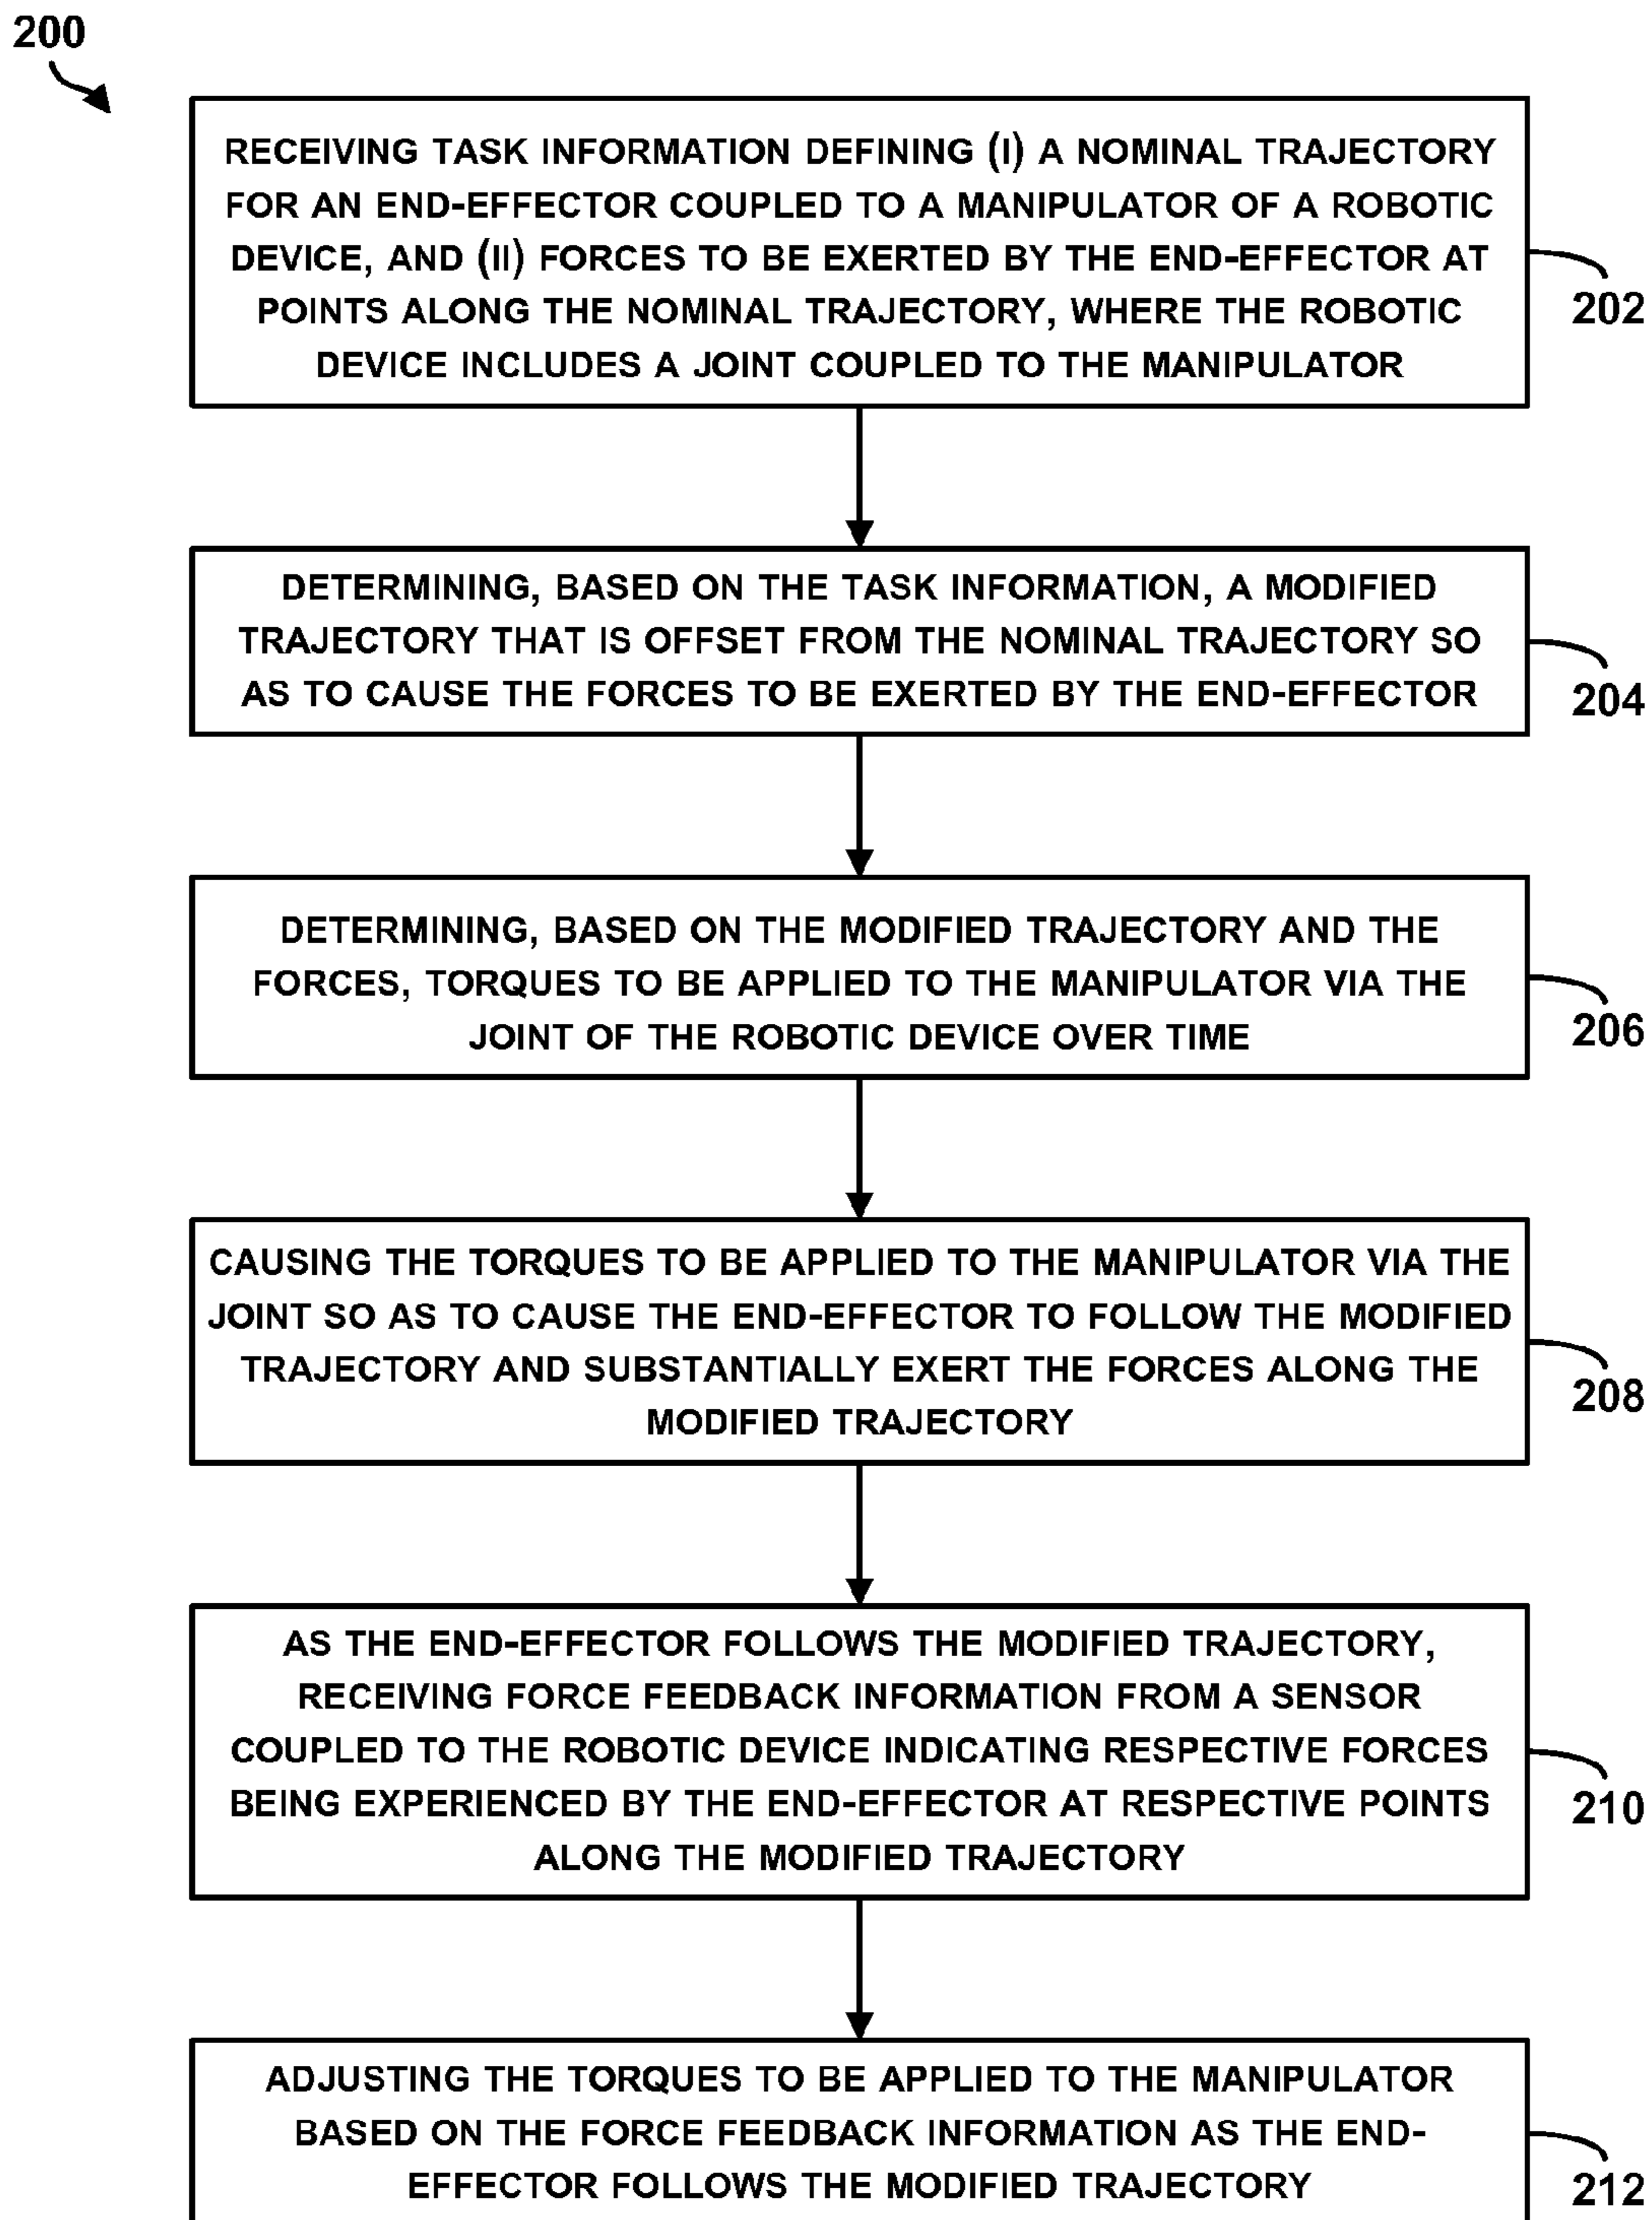 200
RECEIVING TASK INFORMATION DEFINING (I) A NOMINAL TRAJECTORY
FOR AN END-EFFECTOR COUPLED TO A MANIPULATOR OF A ROBOTIC
DEVICE, AND (II) FORCES TO BE EXERTED BY THE END-EFFECTOR AT
POINTS ALONG THE NOMINAL TRAJECTORY, WHERE THE ROBOTIC
DEVICE INCLUDES A JOINT COUPLED TO THE MANIPULATOR
202
DETERMINING, BASED ON THE TASK INFORMATION, A MODIFIED
TRAJECTORY THAT IS OFFSET FROM THE NOMINAL TRAJECTORY SO
AS TO CAUSE THE FORCES TO BE EXERTED BY THE END-EFFECTOR
204
DETERMINING, BASED ON THE MODIFIED TRAJECTORY AND THE
FORCES, TORQUES TO BE APPLIED TO THE MANIPULATOR VIA THE
JOINT OF THE ROBOTIC DEVICE OVER TIME
206
CAUSING THE TORQUES TO BE APPLIED TO THE MANIPULATOR VIA THE
JOINT SO AS TO CAUSE THE END-EFFECTOR TO FOLLOW THE MODIFIED
TRAJECTORY AND SUBSTANTIALLY EXERT THE FORCES ALONG THE
MODIFIED TRAJECTORY
208
AS THE END-EFFECTOR FOLLOWS THE MODIFIED TRAJECTORY,
RECEIVING FORCE FEEDBACK INFORMATION FROM A SENSOR
COUPLED TO THE ROBOTIC DEVICE INDICATING RESPECTIVE FORCES
BEING EXPERIENCED BY THE END-EFFECTOR AT RESPECTIVE POINTS
ALONG THE MODIFIED TRAJECTORY
210
ADJUSTING THE TORQUES TO BE APPLIED TO THE MANIPULATOR
BASED ON THE FORCE FEEDBACK INFORMATION AS THE END-
EFFECTOR FOLLOWS THE MODIFIED TRAJECTORY
212